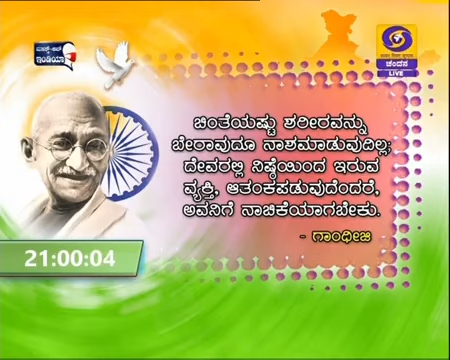 ಚಂದನ
LIVE
ಚಿಂತೆಯಷ್ಟು ಶರೀರವನ್ನು
ಬೇರಾವುದೂ ನಾಶಮಾಡುವುದಿಲ್ಲ;
ದೇವರಲ್ಲಿ ನಿಷ್ಠೆಯಿಂದ ಇರುವ
ವ್ಯಕ್ತಿ, ಆತಂಕಪಡುವುದೆಂದರೆ,
ಅವನಿಗೆ ನಾಚಿಕೆಯಾಗಬೇಕು.
- ಗಾಂಧೀಜಿ
21:00:04